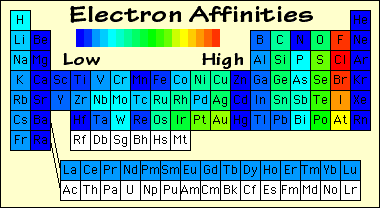 Electron Affinities
H He
Li Be B C N O F Ne
Low High
Na Mg Al Si P S Cl Ar
K Ca Sc Ti V Cr Mn Fe Co Ni Cu Zn Ga Ge As Se Br Kr
Rb Sr Y Zr Nb Mo Tc Ru Rh Pd Ag Cd In Sn Sb Te I Xe
Cs Ba Hf Ta W Re Os Ir Pt Au Hg Tl Pb Bi Po At Rn
Fr Ra Rf Db Sg Bh Hs Mt
La Ce Pr Nd Pm Sm Eu Gd Tb Dy Ho Er Tm Yb Lu
Ac Th Pa U Np Pu Am Cm Bk Cf Es Fm Md No Lr